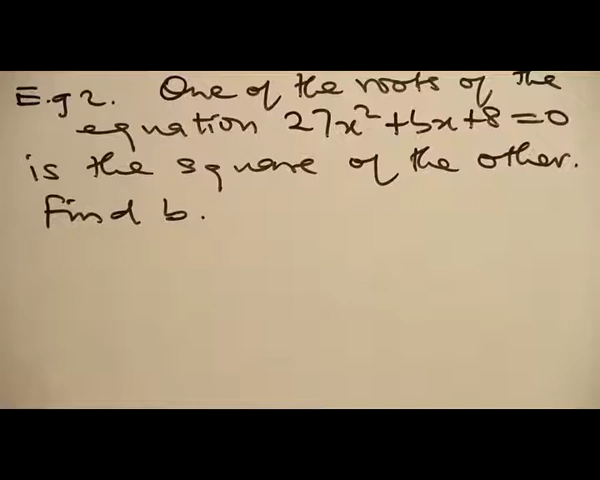 E.g 2. One of the roots of the
equation 27x² + bx + 8 = 0
is the square of the other.
Find b.